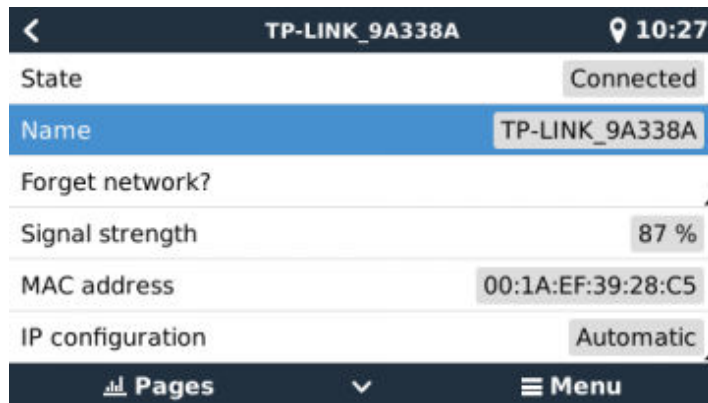 TP-LINK_9A338A 10:27
State Connected
Name TP-LINK_9A338A
Forget network?
Signal strength 87 %
MAC address 00:1A:EF:39:28:C5
IP configuration Automatic
Pages Menu